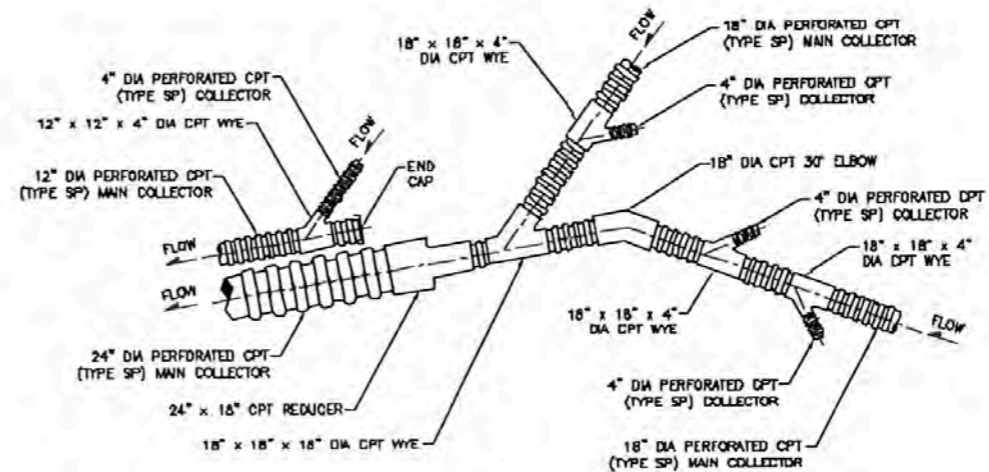 FLOW
18" DIA PERFORATED CPT
(TYPE SP) MAIN COLLECTOR
18" x 18" x 4"
DIA CPT WYE
4" DIA PERFORATED CPT
(TYPE SP) COLLECTOR
4" DIA PERFORATED CPT
(TYPE SP) COLLECTOR
12" x 12" x 4" DIA CPT WYE
FLOW
END
CAP
12" DIA PERFORATED CPT
(TYPE SP) MAIN COLLECTOR
18" DIA CPT 30° ELBOW
4" DIA PERFORATED CPT
(TYPE SP) COLLECTOR
18" x 18" x 4"
DIA CPT WYE
FLOW
FLOW
18" x 18" x 4"
DIA CPT WYE
FLOW
24" DIA PERFORATED CPT
(TYPE SP) MAIN COLLECTOR
4" DIA PERFORATED CPT
(TYPE SP) COLLECTOR
24" x 18" CPT REDUCER
18" x 18" x 18" DIA CPT WYE
18" DIA PERFORATED CPT
(TYPE SP) MAIN COLLECTOR